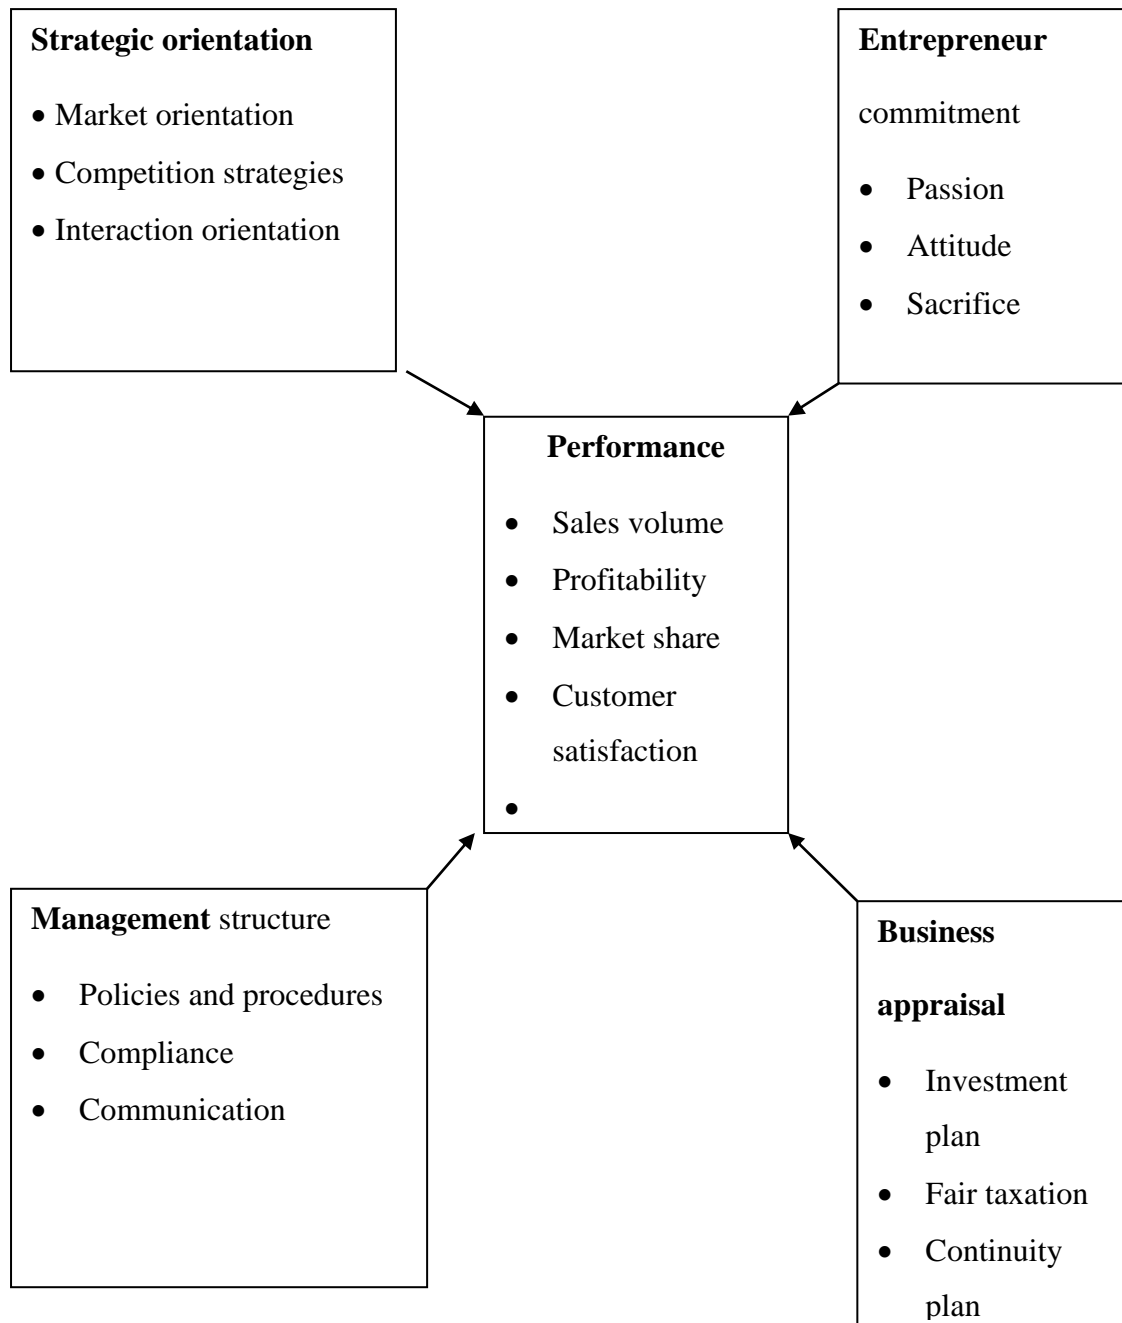 Strategic orientation
• Market orientation
• Competition strategies
• Interaction orientation
Entrepreneur
commitment
• Passion
• Attitude
• Sacrifice
Performance
• Sales volume
• Profitability
• Market share
• Customer
satisfaction
•
Management structure
• Policies and procedures
• Compliance
• Communication
Business
appraisal
• Investment
plan
• Fair taxation
• Continuity
plan